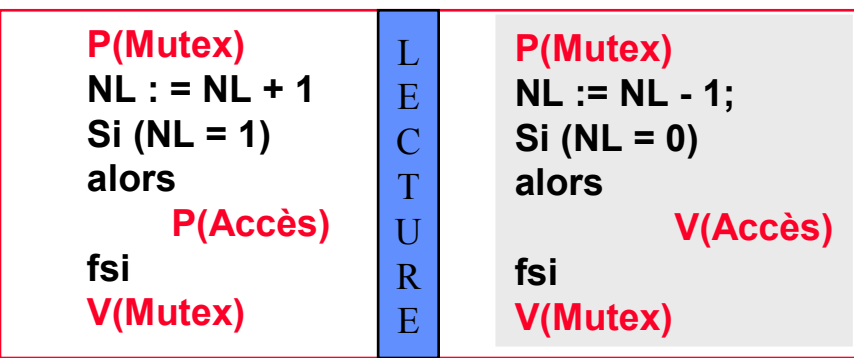 P(Mutex)
NL : = NL + 1
Si (NL = 1)
alors
P(Accès)
fsi
V(Mutex)
L
E
C
T
U
R
E
P(Mutex)
NL := NL - 1;
Si (NL = 0)
alors
V(Accès)
fsi
V(Mutex)